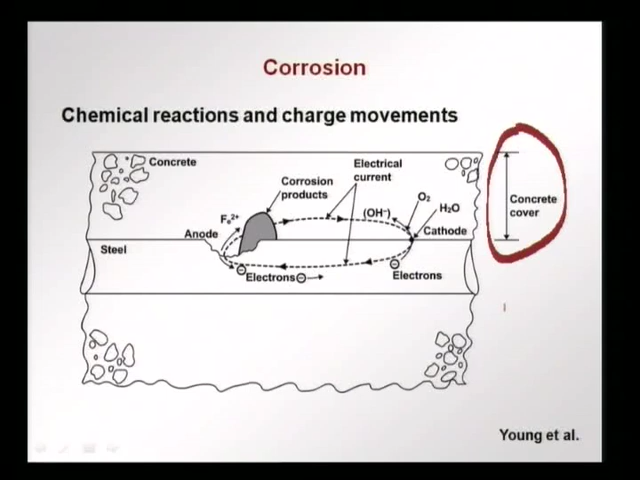 Corrosion
Chemical reactions and charge movements
Concrete
Electrical
current
Corrosion
products
Concrete
cover
O₂
H₂O
(OH⁻)
Fe²⁺
Anode
Cathode
Steel
Electrons
Electrons
Young et al.